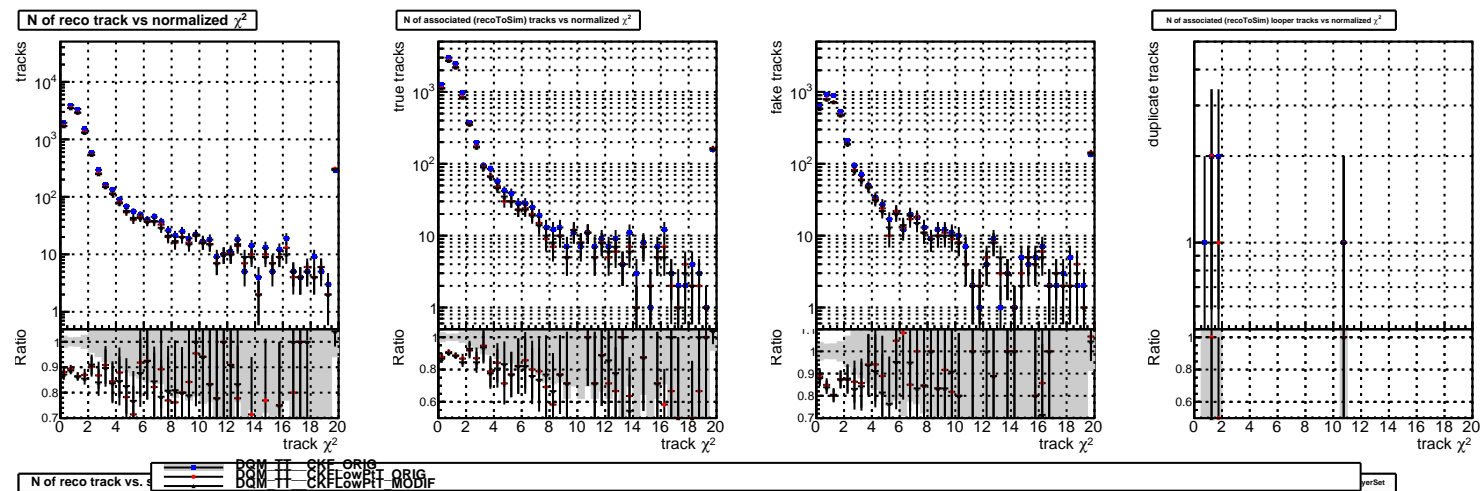 N of reco track vs normalized χ²
N of associated (recoToSim) tracks vs normalized χ²
N of associated (recoToSim) looper tracks vs normalized χ²
tracks
10⁴
10³
10²
10
1
Ratio
1
0.9
0.8
0.7
0 2 4 6 8 10 12 14 16 18 20
track χ²
true tracks
10³
10²
10
1
Ratio
0.8
0.6
0 2 4 6 8 10 12 14 16 18 20
track χ²
fake tracks
10³
10²
10
1
Ratio
1
0.9
0.8
0.7
0 2 4 6 8 10 12 14 16 18 20
track χ²
duplicate tracks
1
Ratio
1
0.8
0.6
0 2 4 6 8 10 12 14 16 18 20
track χ²
N of reco track vs. s
DQM_TT__CKF_ORIG
DQM_TT__CKFLowPtT_ORIG
DQM_TT__CKFLowPtT_MODIF
yerSet